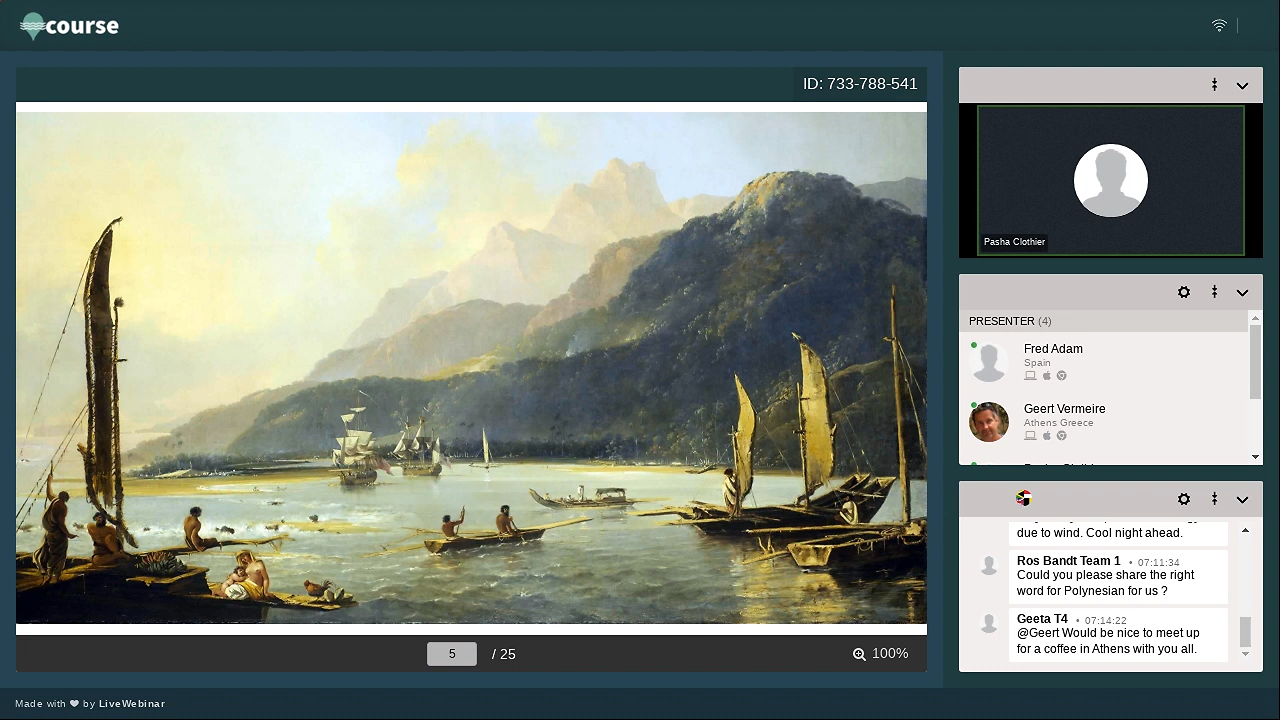 course
ID: 733-788-541
5 / 25
100%
Pasha Clothier
PRESENTER (4)
Fred Adam
Spain
Geert Vermeire
Athens Greece
due to wind. Cool night ahead.
Ros Bandt Team 1 • 07:11:34
Could you please share the right
word for Polynesian for us ?
Geeta T4 • 07:14:22
@Geert Would be nice to meet up
for a coffee in Athens with you all.
Made with by LiveWebinar